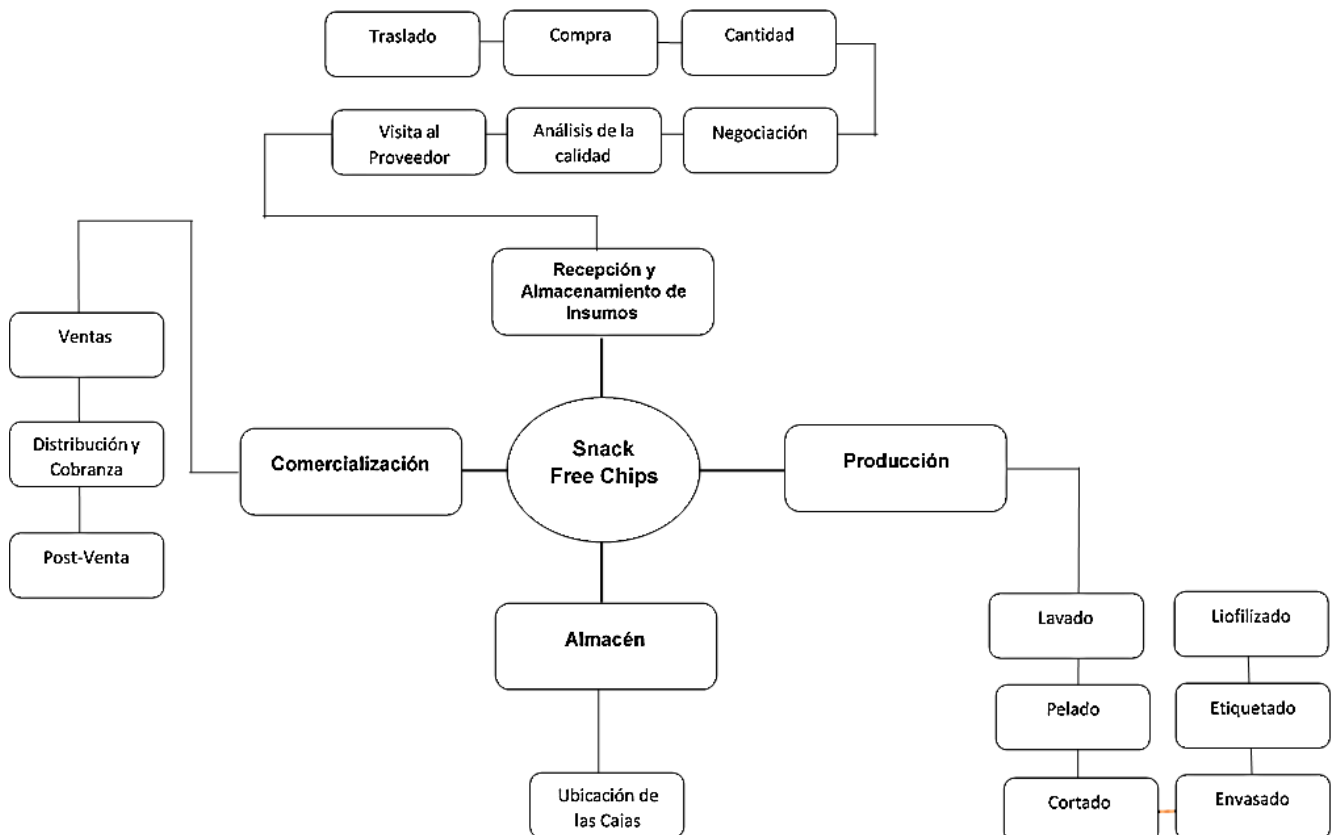 Traslado
Compra
Cantidad
Visita al
Proveedor
Análisis de la
calidad
Negociación
Recepción y
Almacenamiento de
Insumos
Ventas
Distribución y
Cobranza
Post-Venta
Comercialización
Snack
Free Chips
Producción
Almacén
Ubicación de
las Cajas
Lavado
Pelado
Cortado
Liofilizado
Etiquetado
Envasado